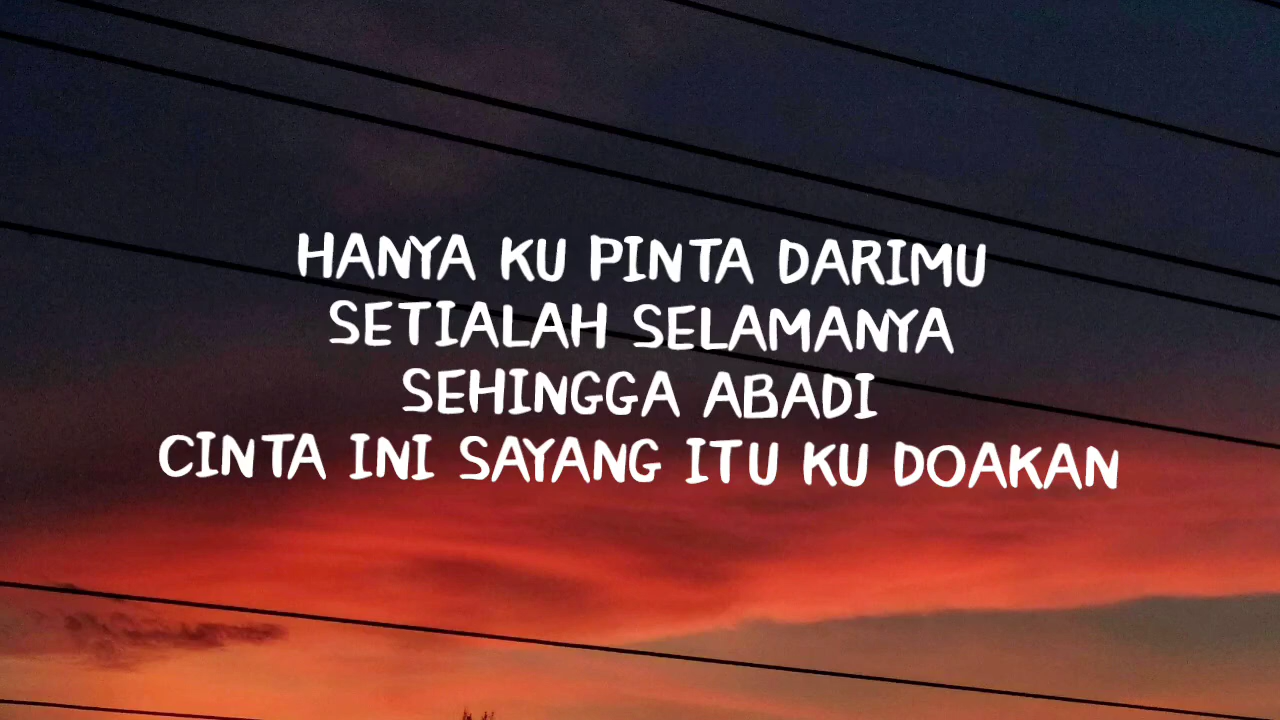 HANYA KU PINTA DARIMU
SETIALAH SELAMANYA
SEHINGGA ABADI
CINTA INI SAYANG ITU KU DOAKAN